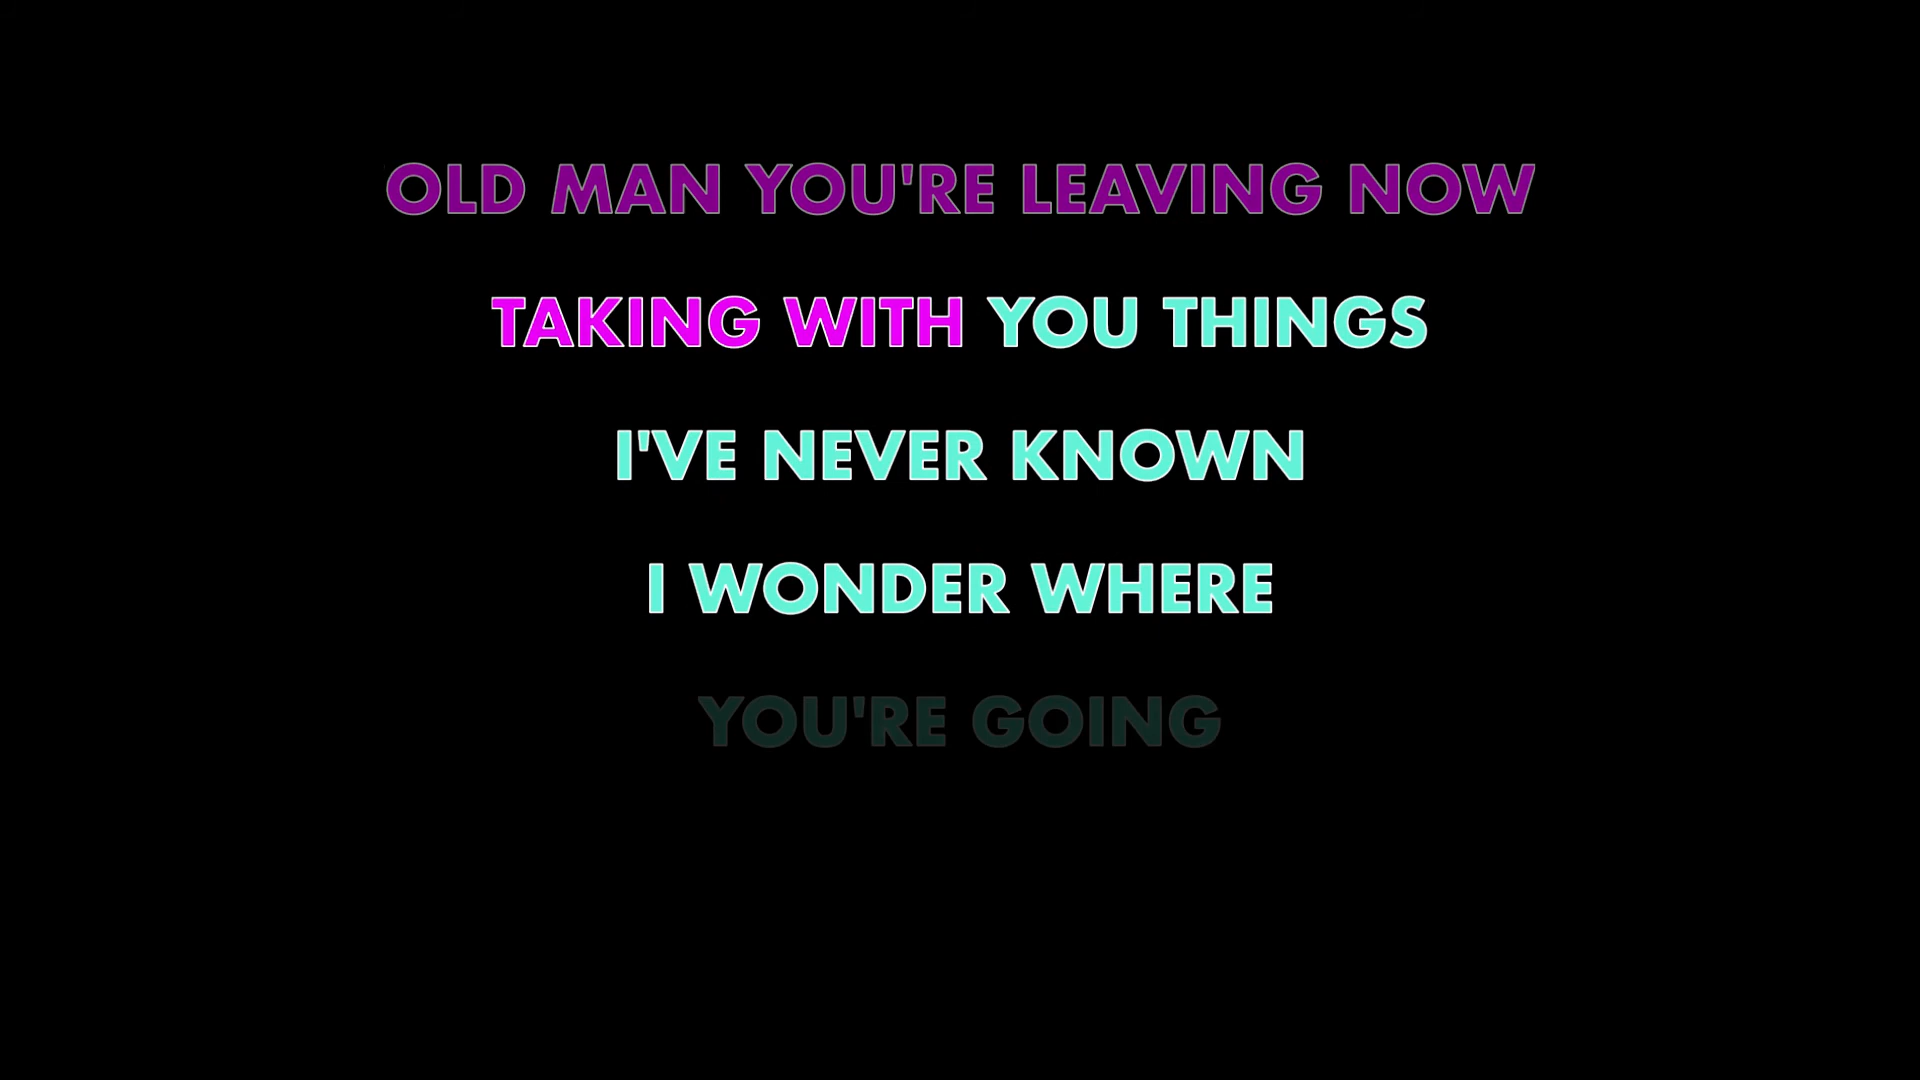 OLD MAN YOU'RE LEAVING NOW
TAKING WITH YOU THINGS
I'VE NEVER KNOWN
I WONDER WHERE
YOU'RE GOING